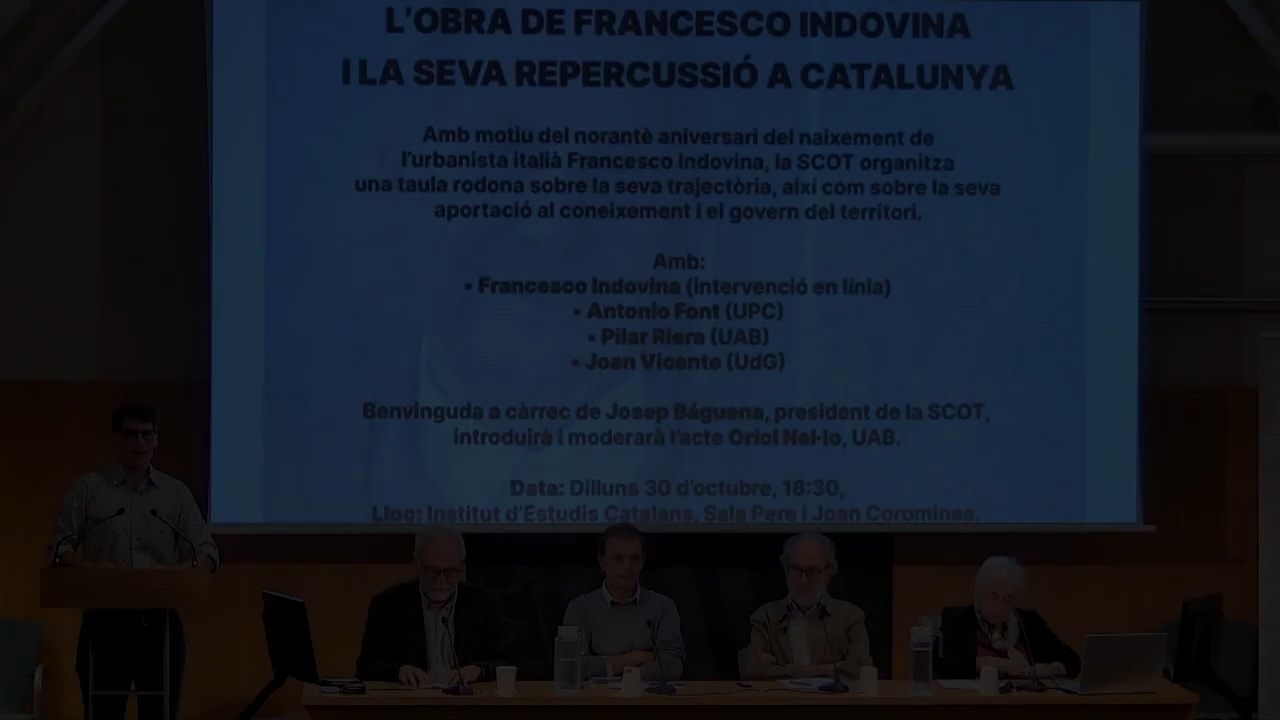 L'OBRA DE FRANCESCO INDOVINA
I LA SEVA REPERCUSSIÓ A CATALUNYA
Amb motiu del norantè aniversari del naixement de
l'urbanista italià Francesco Indovina, la SCOT organitza
una taula rodona sobre la seva trajectòria, així com sobre la seva
aportació al coneixement i el govern del territori.
Amb:
• Francesco Indovina (intervenció en línia)
• Antonio Font (UPC)
• Pilar Riera (UAB)
• Joan Vicente (UdG)
Benvinguda a càrrec de Josep Báguena, president de la SCOT,
introduirà i moderarà l'acte Oriol Nel·lo, UAB.
Data: Dilluns 30 d'octubre, 18:30,
Lloc: Institut d'Estudis Catalans, Sala Pere i Joan Coromines.